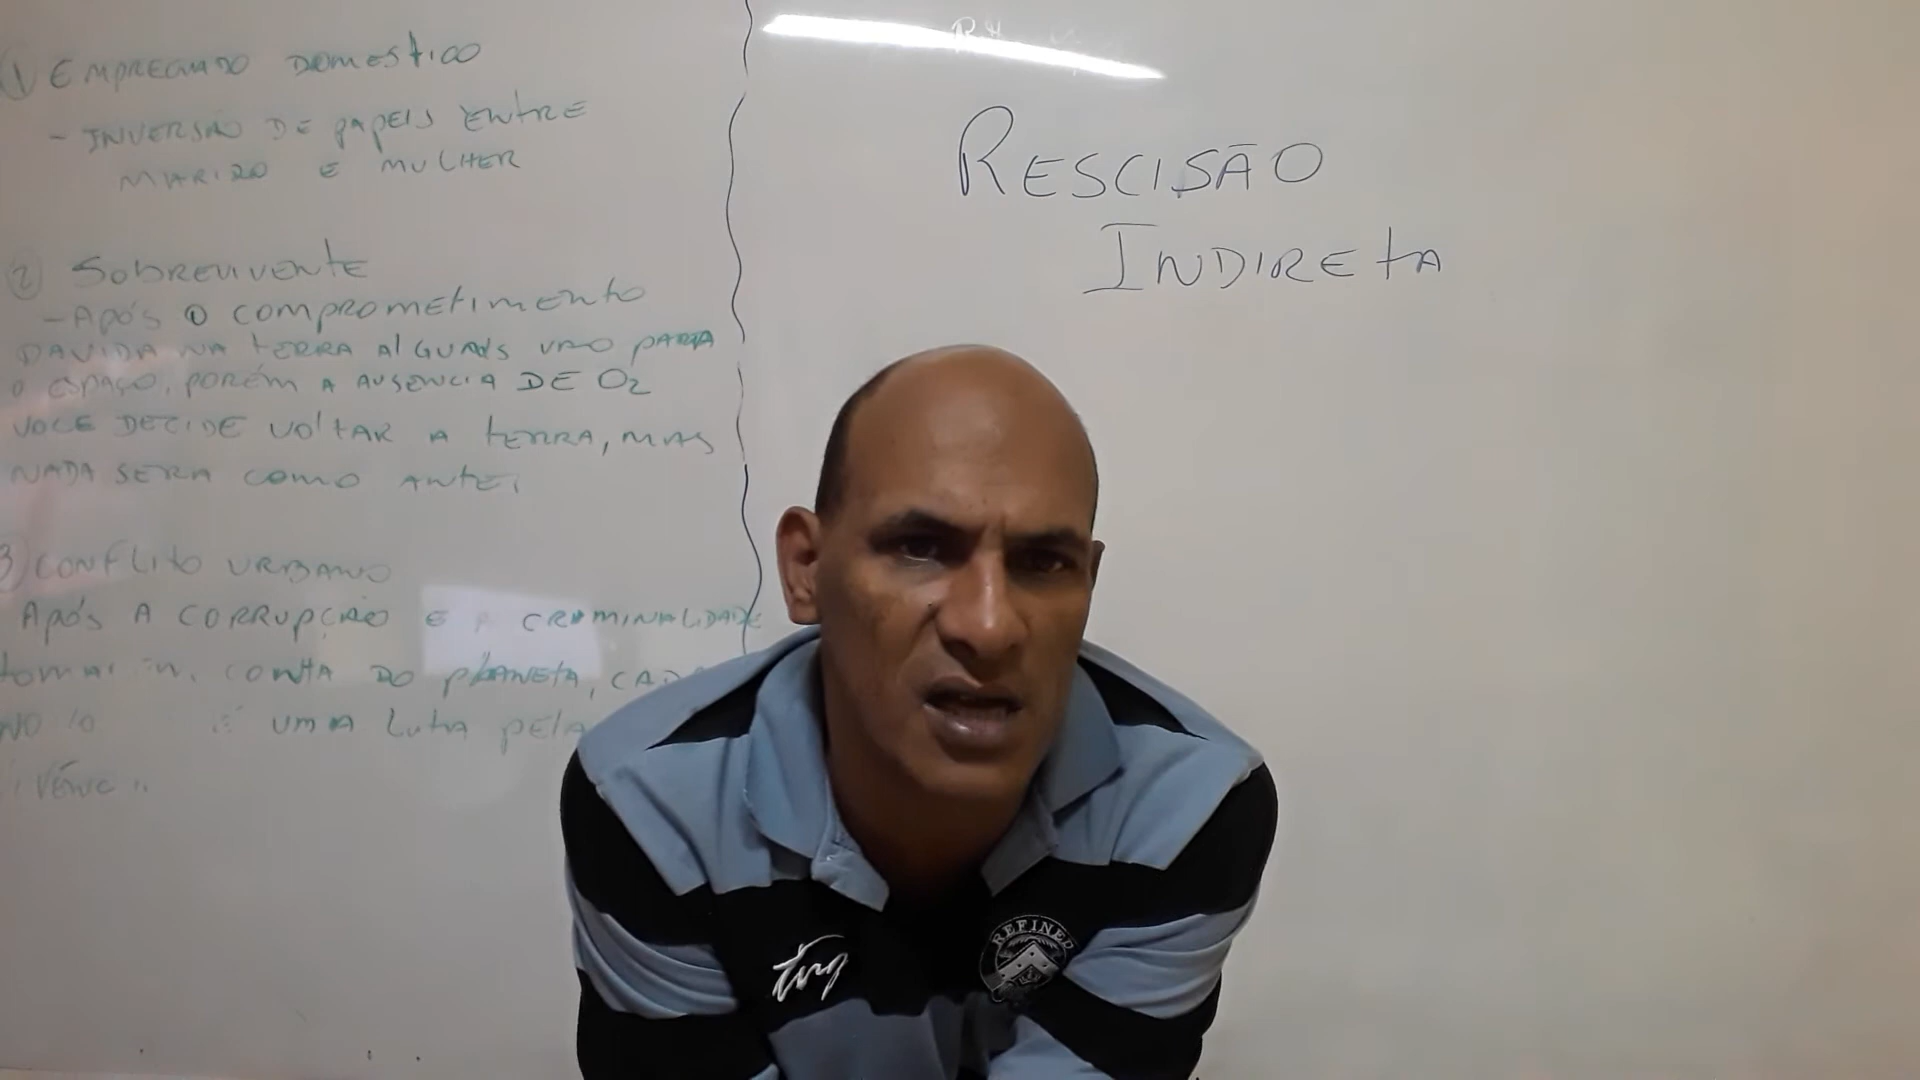 1 EMPREGADO DOMESTICO
- INVERSÃO DE PAPEIS ENTRE
MARIDO E MULHER
2 SOBREVIVENTE
- APÓS O COMPROMETIMENTO
DA VIDA NA TERRA ALGUNS VÃO PARA
O ESPAÇO, PORÉM A AUSENCIA DE O2
VOCE DECIDE VOLTAR A TERRA, MAS
NADA SERA COMO ANTES
3 CONFLITO URBANO
APÓS A CORRUPÇÃO E A CRIMINALIDADE
CONTA DO PLANETA,
UMA LUTA PELA
RESCISÃO
INDIRETA
REFINED